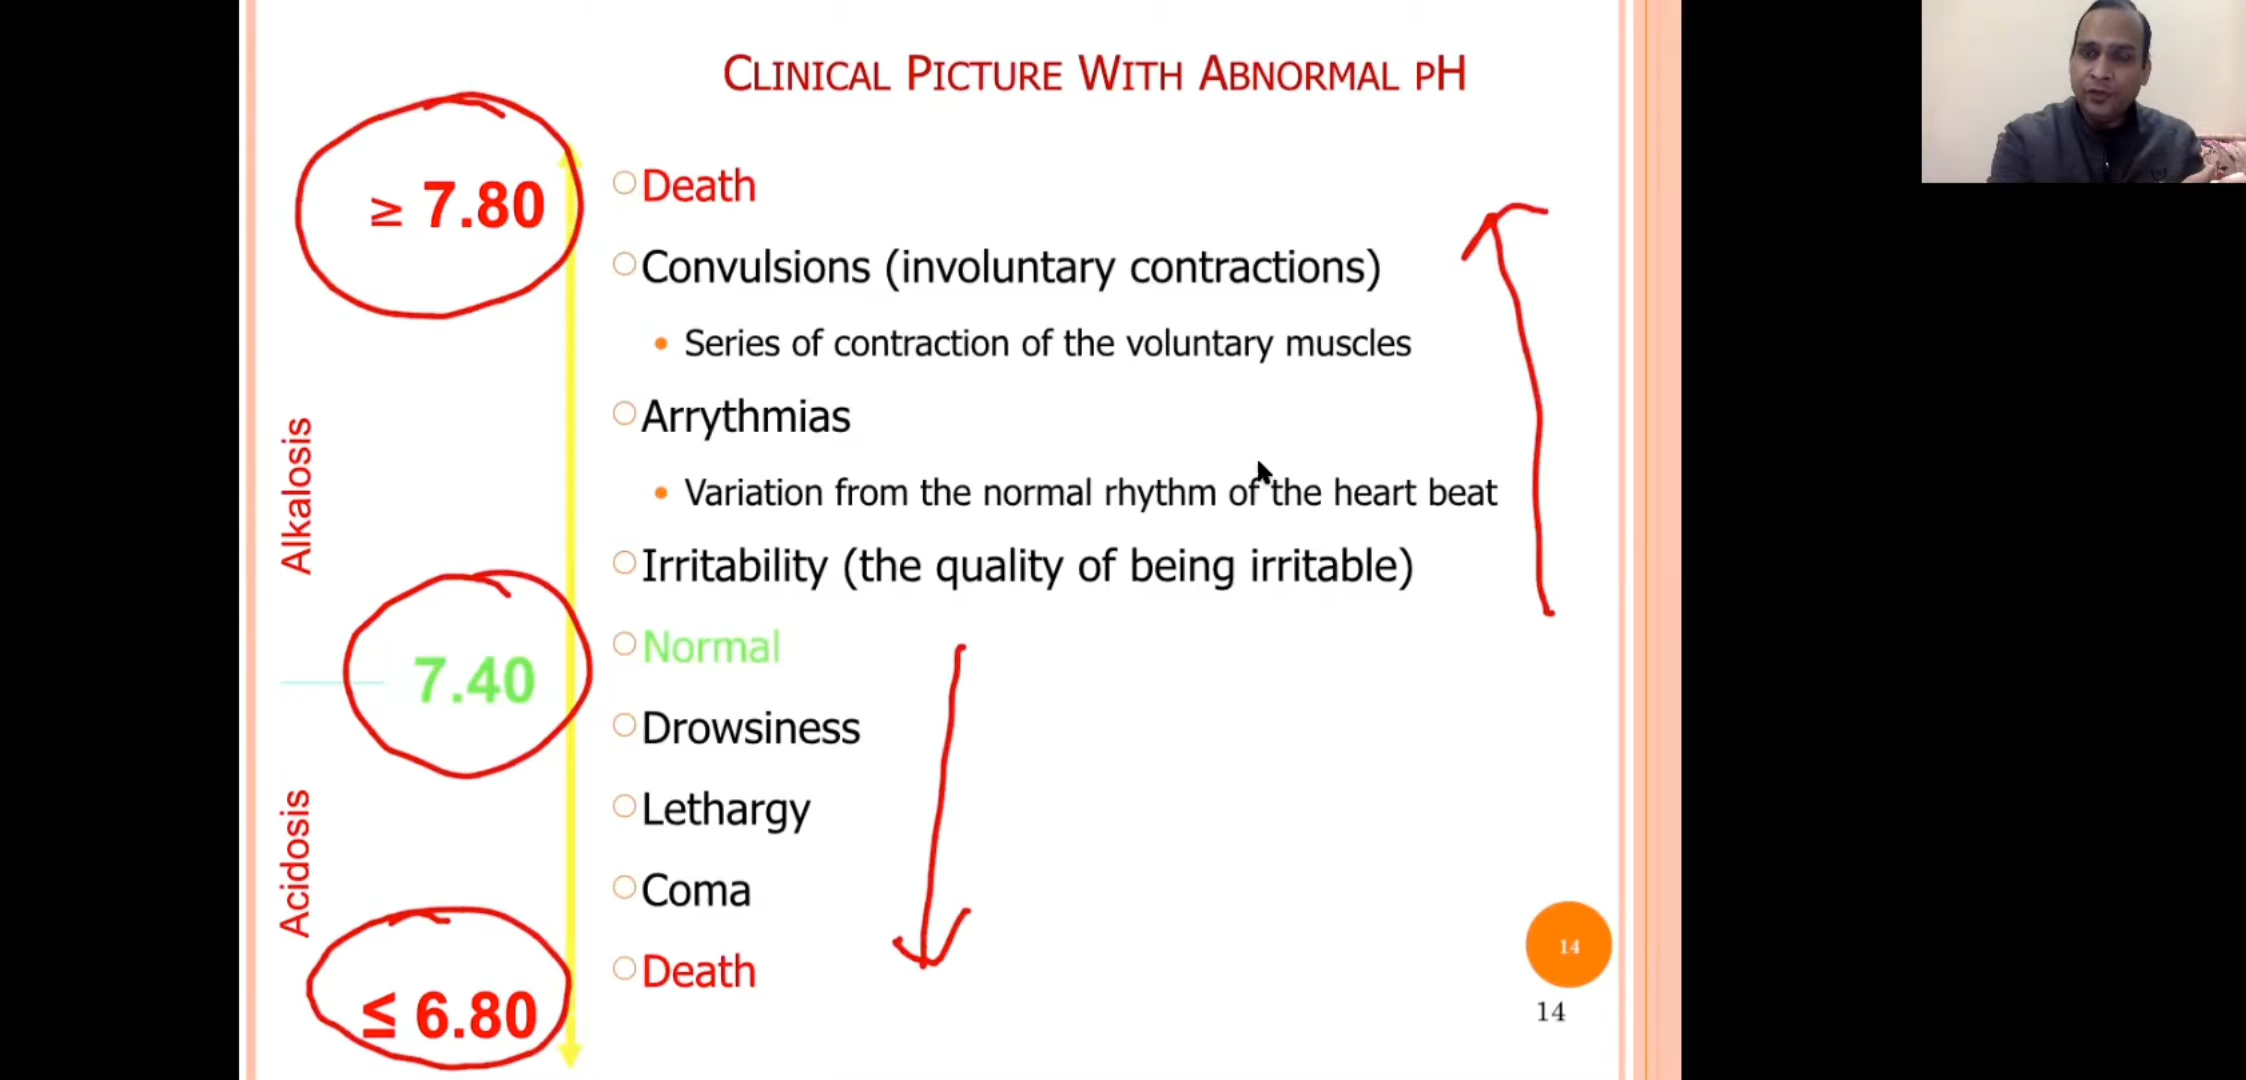 CLINICAL PICTURE WITH ABNORMAL PH
≥ 7.80
Death
Convulsions (involuntary contractions)
Series of contraction of the voluntary muscles
Arrythmias
Variation from the normal rhythm of the heart beat
Irritability (the quality of being irritable)
Alkalosis
7.40
Normal
Drowsiness
Lethargy
Coma
Death
Acidosis
≤ 6.80
14
14